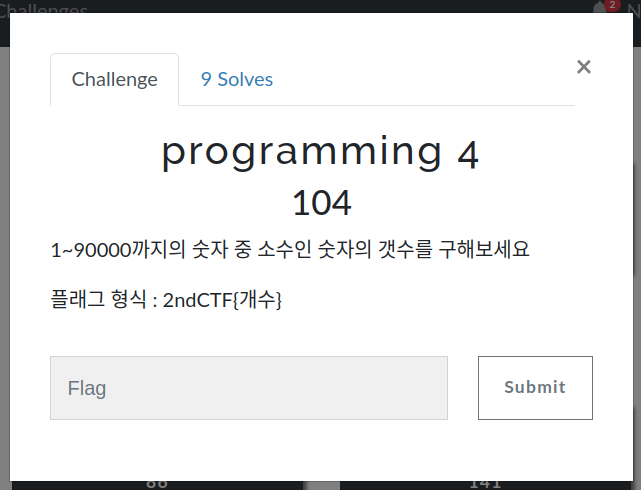 Challenges
2
N
Challenge
9 Solves
×
programming 4
104
1~90000까지의 숫자 중 소수인 숫자의 갯수를 구해보세요
플래그 형식 : 2ndCTF{개수}
Flag
Submit
88
141